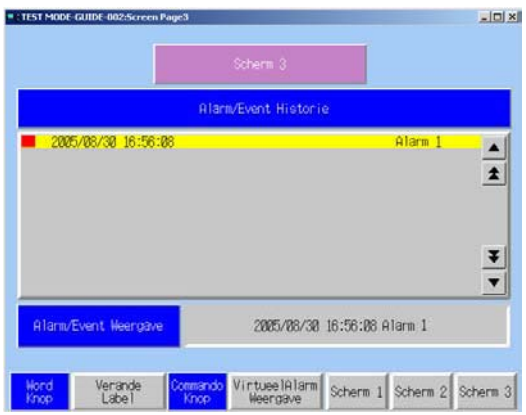 :TEST MODE-GUIDE-002:Screen Page3
Scherm 3
Alarm/Event Historie
2005/08/30 16:56:08 Alarm 1
Alarm/Event Weergave
2005/08/30 16:56:08 Alarm 1
Word
Knop
Verande
Label
Commando
Knop
VirtueelAlarm
Weergave
Scherm 1
Scherm 2
Scherm 3